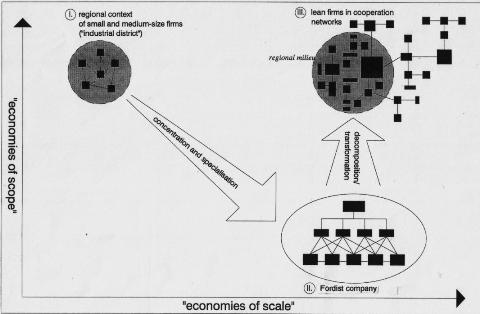 I. regional context
of small and medium-size firms
("industrial district")
III. lean firms in cooperation
networks
regional milieu
"economies of scope"
concentration and specialisation
decomposition/
transformation
II. Fordist company
"economies of scale"